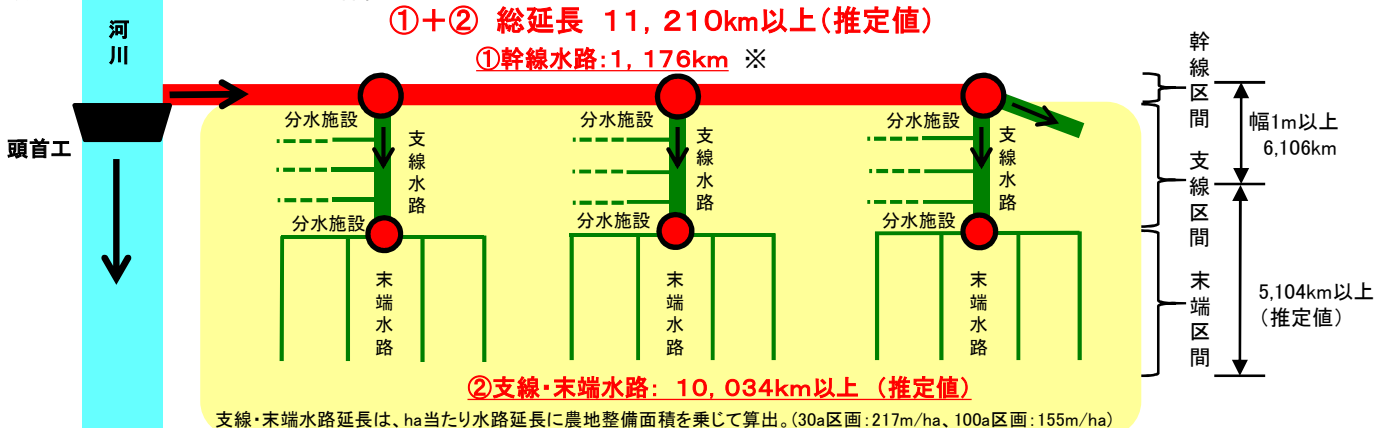 河川
①＋② 総延長 11，210km以上（推定値）
①幹線水路：1，176km ※
頭首工
分水施設
分水施設
分水施設
支線水路
支線水路
支線水路
分水施設
分水施設
分水施設
末端水路
末端水路
末端水路
幹線区間
支線区間
末端区間
幅1m以上
6,106km
5,104km以上
（推定値）
②支線・末端水路： 10，034km以上 （推定値）
支線・末端水路延長は、ha当たり水路延長に農地整備面積を乗じて算出。（30a区画：217m/ha、100a区画：155m/ha）